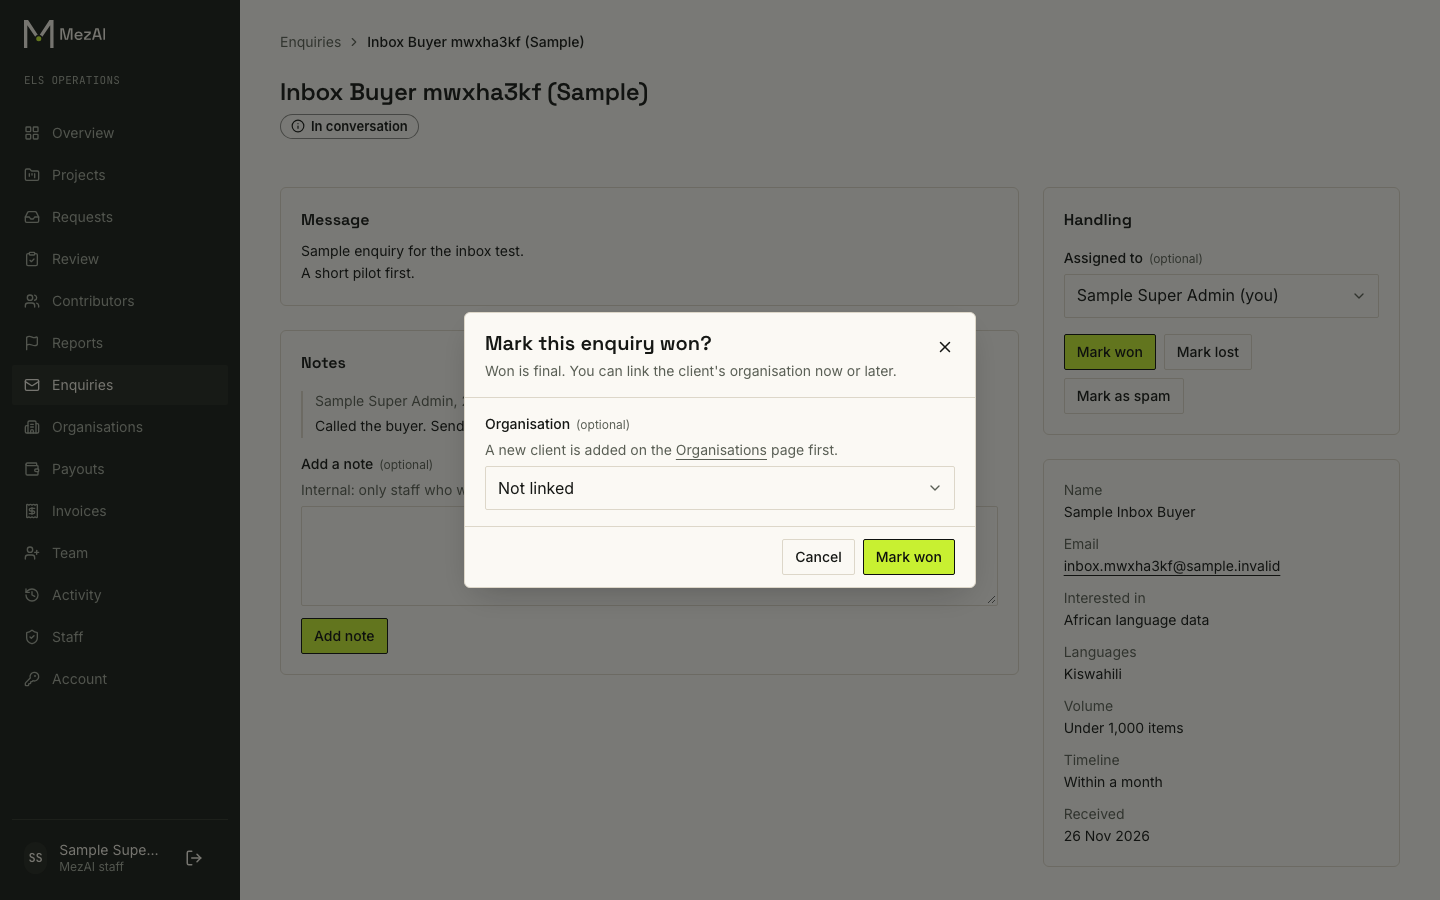 MezAI
ELS OPERATIONS
Overview
Projects
Requests
Review
Contributors
Reports
Enquiries
Organisations
Payouts
Invoices
Team
Activity
Staff
Account
SS
Sample Supe...
MezAI staff
Enquiries > Inbox Buyer mwxha3kf (Sample)
Inbox Buyer mwxha3kf (Sample)
In conversation
Message
Sample enquiry for the inbox test.
A short pilot first.
Notes
Sample Super Admin,
Called the buyer. Send
Add a note (optional)
Internal: only staff who
Add note
Mark this enquiry won?
Won is final. You can link the client's organisation now or later.
Organisation (optional)
A new client is added on the Organisations page first.
Not linked
Cancel
Mark won
Handling
Assigned to (optional)
Sample Super Admin (you)
Mark won
Mark lost
Mark as spam
Name
Sample Inbox Buyer
Email
inbox.mwxha3kf@sample.invalid
Interested in
African language data
Languages
Kiswahili
Volume
Under 1,000 items
Timeline
Within a month
Received
26 Nov 2026